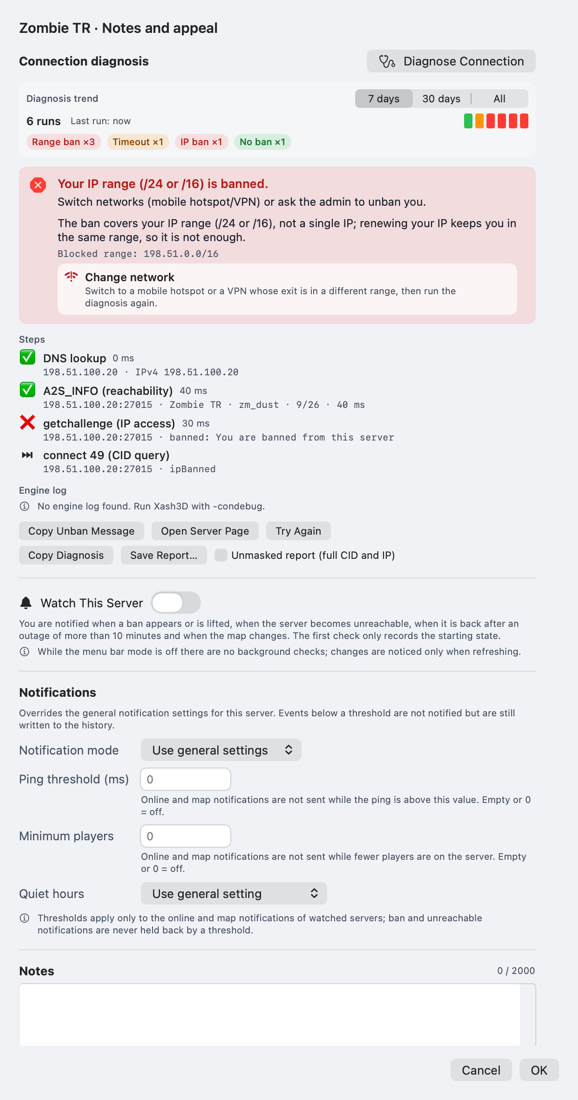 Zombie TR · Notes and appeal
Connection diagnosis
Diagnose Connection
Diagnosis trend
7 days
30 days
All
6 runs Last run: now
Range ban ×3
Timeout ×1
IP ban ×1
No ban ×1
Your IP range (/24 or /16) is banned.
Switch networks (mobile hotspot/VPN) or ask the admin to unban you.
The ban covers your IP range (/24 or /16), not a single IP; renewing your IP keeps you in
the same range, so it is not enough.
Blocked range: 198.51.0.0/16
Change network
Switch to a mobile hotspot or a VPN whose exit is in a different range, then run the
diagnosis again.
Steps
DNS lookup 0 ms
198.51.100.20 · IPv4 198.51.100.20
A2S_INFO (reachability) 40 ms
198.51.100.20:27015 · Zombie TR · zm_dust · 9/26 · 40 ms
getchallenge (IP access) 30 ms
198.51.100.20:27015 · banned: You are banned from this server
connect 49 (CID query)
198.51.100.20:27015 · ipBanned
Engine log
No engine log found. Run Xash3D with -condebug.
Copy Unban Message
Open Server Page
Try Again
Copy Diagnosis
Save Report...
Unmasked report (full CID and IP)
Watch This Server
You are notified when a ban appears or is lifted, when the server becomes unreachable, when it is back after an
outage of more than 10 minutes and when the map changes. The first check only records the starting state.
While the menu bar mode is off there are no background checks; changes are noticed only when refreshing.
Notifications
Overrides the general notification settings for this server. Events below a threshold are not notified but are still
written to the history.
Notification mode
Use general settings
Ping threshold (ms)
0
Online and map notifications are not sent while the ping is above this value. Empty or 0
= off.
Minimum players
0
Online and map notifications are not sent while fewer players are on the server. Empty
or 0 = off.
Quiet hours
Use general setting
Thresholds apply only to the online and map notifications of watched servers; ban and unreachable
notifications are never held back by a threshold.
Notes
0 / 2000
Cancel
OK